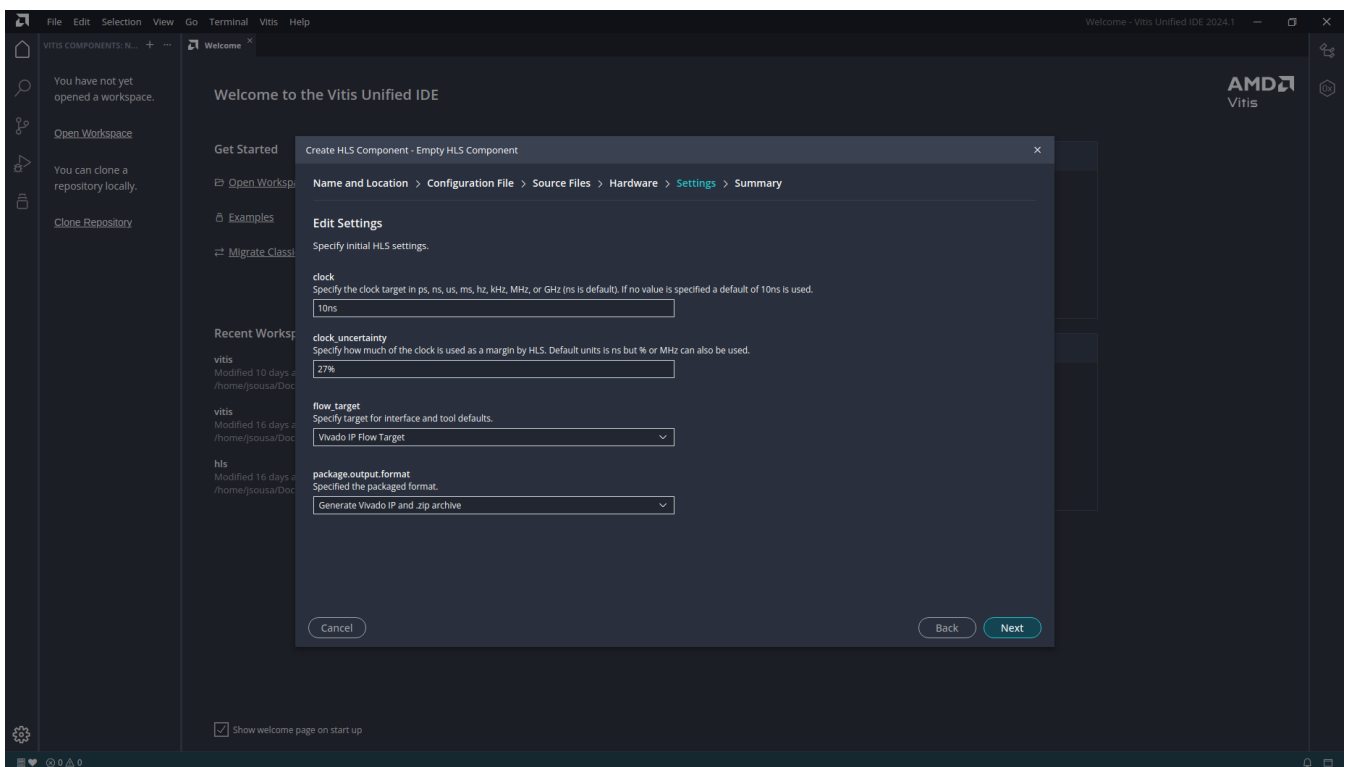 File Edit Selection View Go Terminal Vitis Help
Welcome - Vitis Unified IDE 2024.1
VITIS COMPONENTS: N...
Welcome
You have not yet
opened a workspace.
Open Workspace
You can clone a
repository locally.
Clone Repository
Welcome to the Vitis Unified IDE
AMD
Vitis
Get Started
Open Worksp
Examples
Migrate Classi
Recent Worksp
vitis
Modified 10 days a
/home/jsousa/Doc
vitis
Modified 16 days a
/home/jsousa/Doc
hls
Modified 16 days a
/home/jsousa/Doc
Show welcome page on start up
Create HLS Component - Empty HLS Component
Name and Location > Configuration File > Source Files > Hardware > Settings > Summary
Edit Settings
Specify initial HLS settings.
clock
Specify the clock target in ps, ns, us, ms, hz, kHz, MHz, or GHz (ns is default). If no value is specified a default of 10ns is used.
10ns
clock_uncertainty
Specify how much of the clock is used as a margin by HLS. Default units is ns but % or MHz can also be used.
27%
flow_target
Specify target for interface and tool defaults.
Vivado IP Flow Target
package.output.format
Specified the packaged format.
Generate Vivado IP and .zip archive
Cancel
Back
Next
0 0